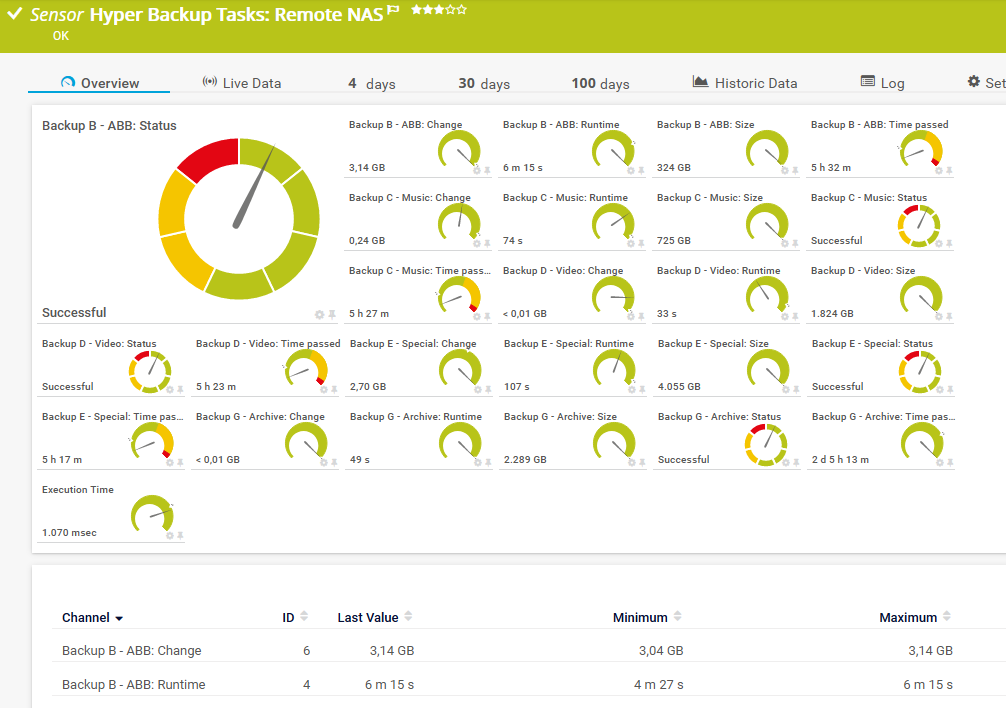 Sensor Hyper Backup Tasks: Remote NAS
OK
Overview
Live Data
4 days
30 days
100 days
Historic Data
Log
Set
Backup B - ABB: Status
Successful
Backup B - ABB: Change
3,14 GB
Backup B - ABB: Runtime
6 m 15 s
Backup B - ABB: Size
324 GB
Backup B - ABB: Time passed
5 h 32 m
Backup C - Music: Change
0,24 GB
Backup C - Music: Runtime
74 s
Backup C - Music: Size
725 GB
Backup C - Music: Status
Successful
Backup C - Music: Time pass...
5 h 27 m
Backup D - Video: Change
< 0,01 GB
Backup D - Video: Runtime
33 s
Backup D - Video: Size
1.824 GB
Backup D - Video: Status
Successful
Backup D - Video: Time passed
5 h 23 m
Backup E - Special: Change
2,70 GB
Backup E - Special: Runtime
107 s
Backup E - Special: Size
4.055 GB
Backup E - Special: Status
Successful
Backup E - Special: Time pas...
5 h 17 m
Backup G - Archive: Change
< 0,01 GB
Backup G - Archive: Runtime
49 s
Backup G - Archive: Size
2.289 GB
Backup G - Archive: Status
Successful
Backup G - Archive: Time pas...
2 d 5 h 13 m
Execution Time
1.070 msec
Channel ID Last Value Minimum Maximum
Backup B - ABB: Change 6 3,14 GB 3,04 GB 3,14 GB
Backup B - ABB: Runtime 4 6 m 15 s 4 m 27 s 6 m 15 s